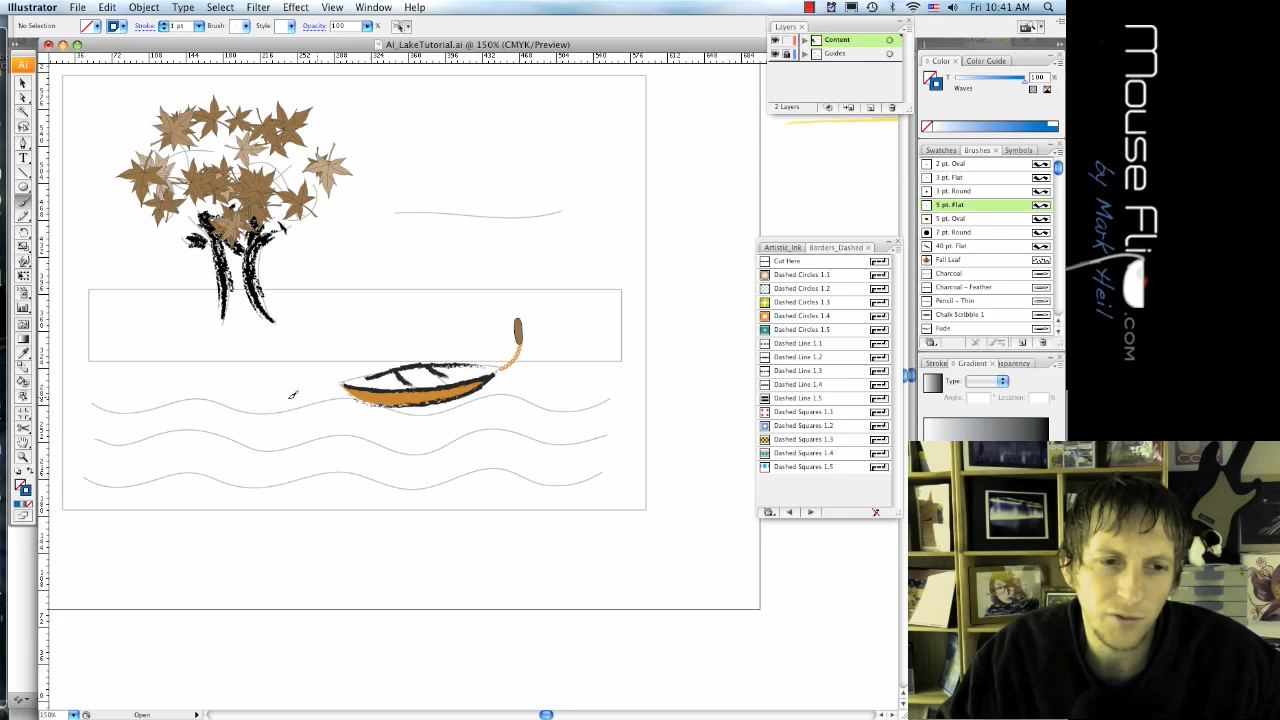 Illustrator File Edit Object Type Select Filter Effect View Window Help Fri 10:41 AM
No Selection Stroke: 1 pt Brush: Style: Opacity: 100
AI_LakeTutorial.ai @ 150% (CMYK/Preview)
Layers
Content
Guides
2 Layers
Color Color Guide
T 100 %
Waves
Swatches Brushes Symbols
2 pt. Oval
3 pt. Flat
3 pt. Round
5 pt. Flat
5 pt. Oval
7 pt. Round
40 pt. Flat
Fall Leaf
Charcoal
Charcoal - Feather
Pencil - Thin
Chalk Scribble 1
Fude
Artistic_Ink Borders_Dashed
Cut Here
Dashed Circles 1.1
Dashed Circles 1.2
Dashed Circles 1.3
Dashed Circles 1.4
Dashed Circles 1.5
Dashed Line 1.1
Dashed Line 1.2
Dashed Line 1.3
Dashed Line 1.4
Dashed Line 1.5
Dashed Squares 1.1
Dashed Squares 1.2
Dashed Squares 1.3
Dashed Squares 1.4
Dashed Squares 1.5
Stroke Gradient
Type:
Angle: Location: %
Ai
150% Open
.COM
by Mark Heil